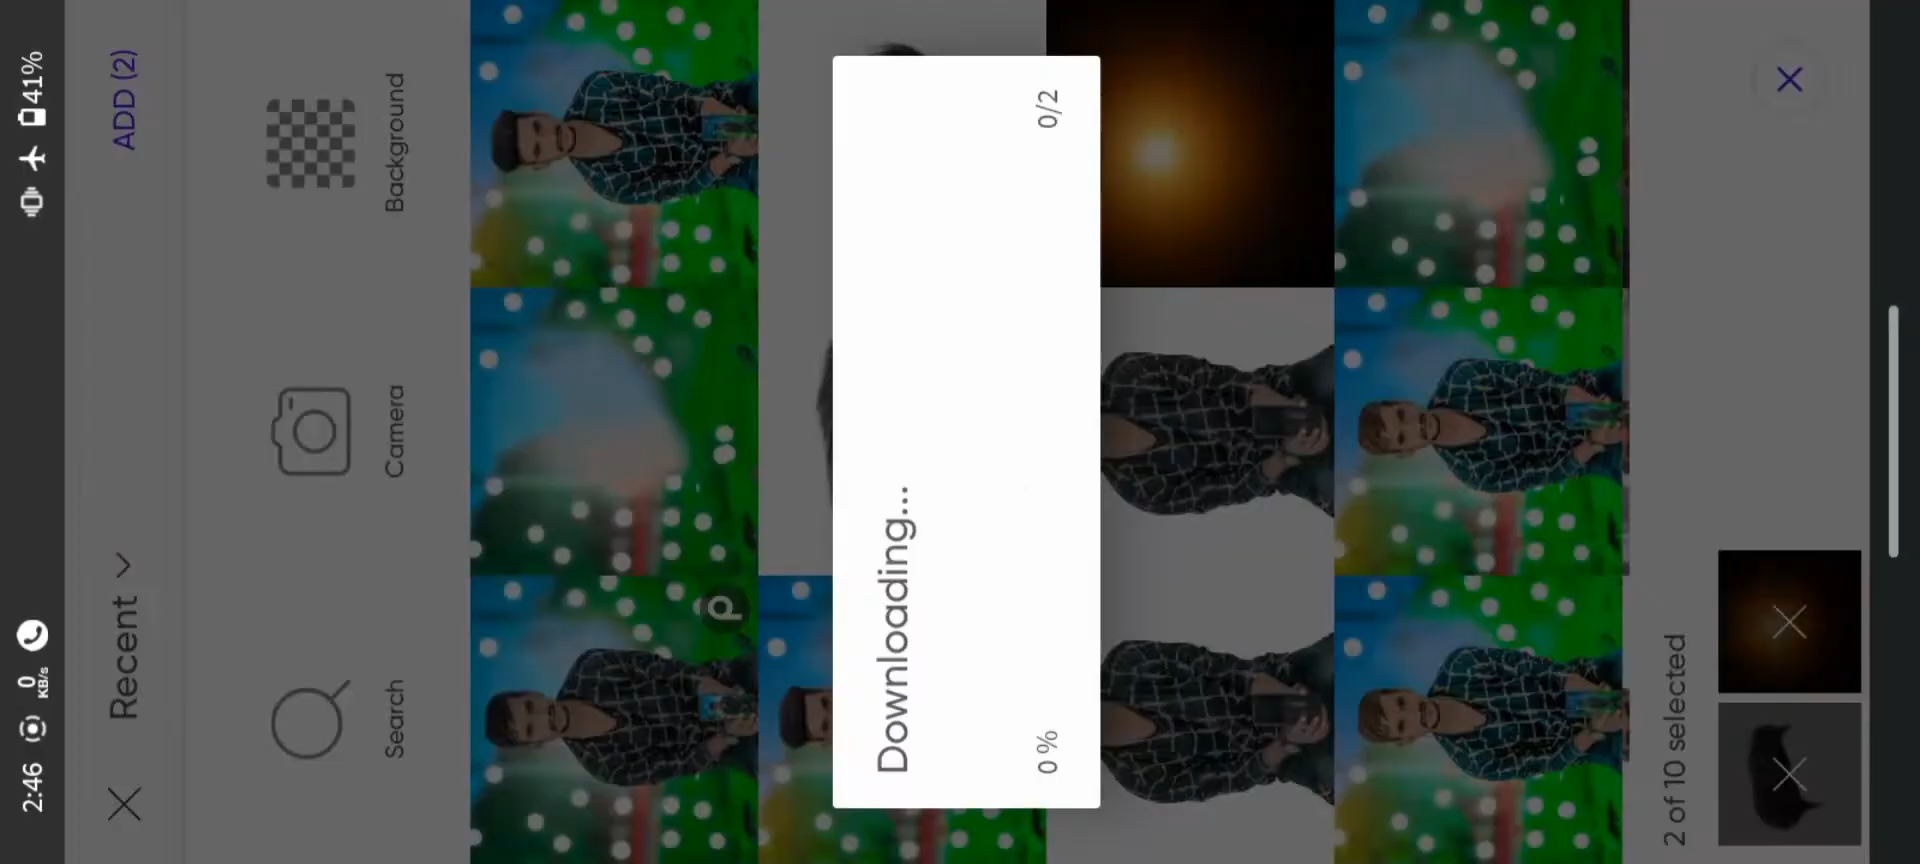 2:46 0 KB/s 41%
Recent ADD (2)
Search Camera Background
Downloading...
0 % 0/2
2 of 10 selected